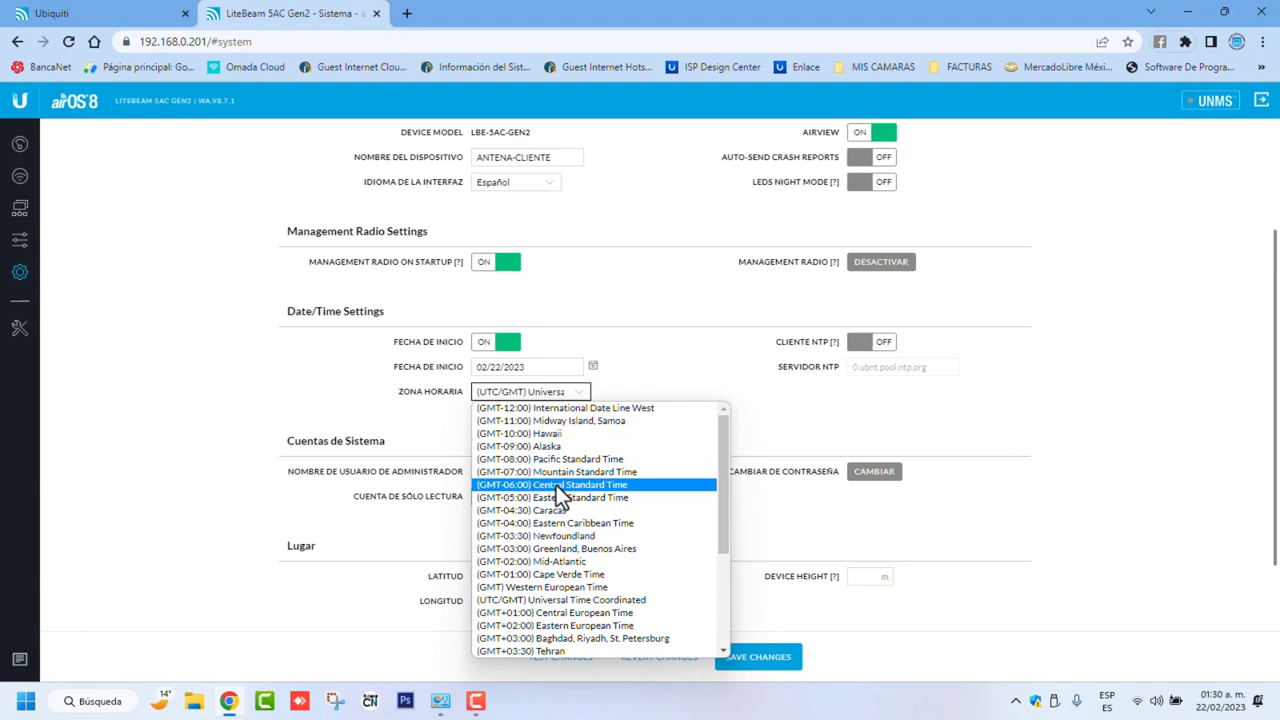 Ubiquiti
LiteBeam 5AC Gen2 - Sistema - a
192.168.0.201/#system
BancaNet
Página principal: Go...
Omada Cloud
Guest Internet Clou...
Información del Sist...
Guest Internet Hots...
ISP Design Center
Enlace
MIS CAMARAS
FACTURAS
MercadoLibre Méxi...
Software De Progra...
»
airOS 8
LITEBEAM 5AC GEN2 | WA.V8.7.1
UNMS™
DEVICE MODEL LBE-5AC-GEN2
AIRVIEW ON
NOMBRE DEL DISPOSITIVO ANTENA-CLIENTE
AUTO-SEND CRASH REPORTS OFF
IDIOMA DE LA INTERFAZ Español
LEDS NIGHT MODE [?] OFF
Management Radio Settings
MANAGEMENT RADIO ON STARTUP [?] ON
MANAGEMENT RADIO [?] DESACTIVAR
Date/Time Settings
FECHA DE INICIO ON
CLIENTE NTP [?] OFF
FECHA DE INICIO 02/22/2023
SERVIDOR NTP 0.ubnt.pool.ntp.org
ZONA HORARIA (UTC/GMT) Universa
(GMT-12:00) International Date Line West
(GMT-11:00) Midway Island, Samoa
(GMT-10:00) Hawaii
(GMT-09:00) Alaska
(GMT-08:00) Pacific Standard Time
(GMT-07:00) Mountain Standard Time
(GMT-06:00) Central Standard Time
(GMT-05:00) Eastern Standard Time
(GMT-04:30) Caracas
(GMT-04:00) Eastern Caribbean Time
(GMT-03:30) Newfoundland
(GMT-03:00) Greenland, Buenos Aires
(GMT-02:00) Mid-Atlantic
(GMT-01:00) Cape Verde Time
(GMT) Western European Time
(UTC/GMT) Universal Time Coordinated
(GMT+01:00) Central European Time
(GMT+02:00) Eastern European Time
(GMT+03:00) Baghdad, Riyadh, St. Petersburg
(GMT+03:30) Tehran
Cuentas de Sistema
NOMBRE DE USUARIO DE ADMINISTRADOR
CAMBIAR DE CONTRASEÑA CAMBIAR
CUENTA DE SÓLO LECTURA
Lugar
LATITUD
DEVICE HEIGHT [?] m.
LONGITUD
TEST CHANGES
REVERT CHANGES
SAVE CHANGES
14°
Búsqueda
CN
Ps
ESP
ES
01:30 a. m.
22/02/2023